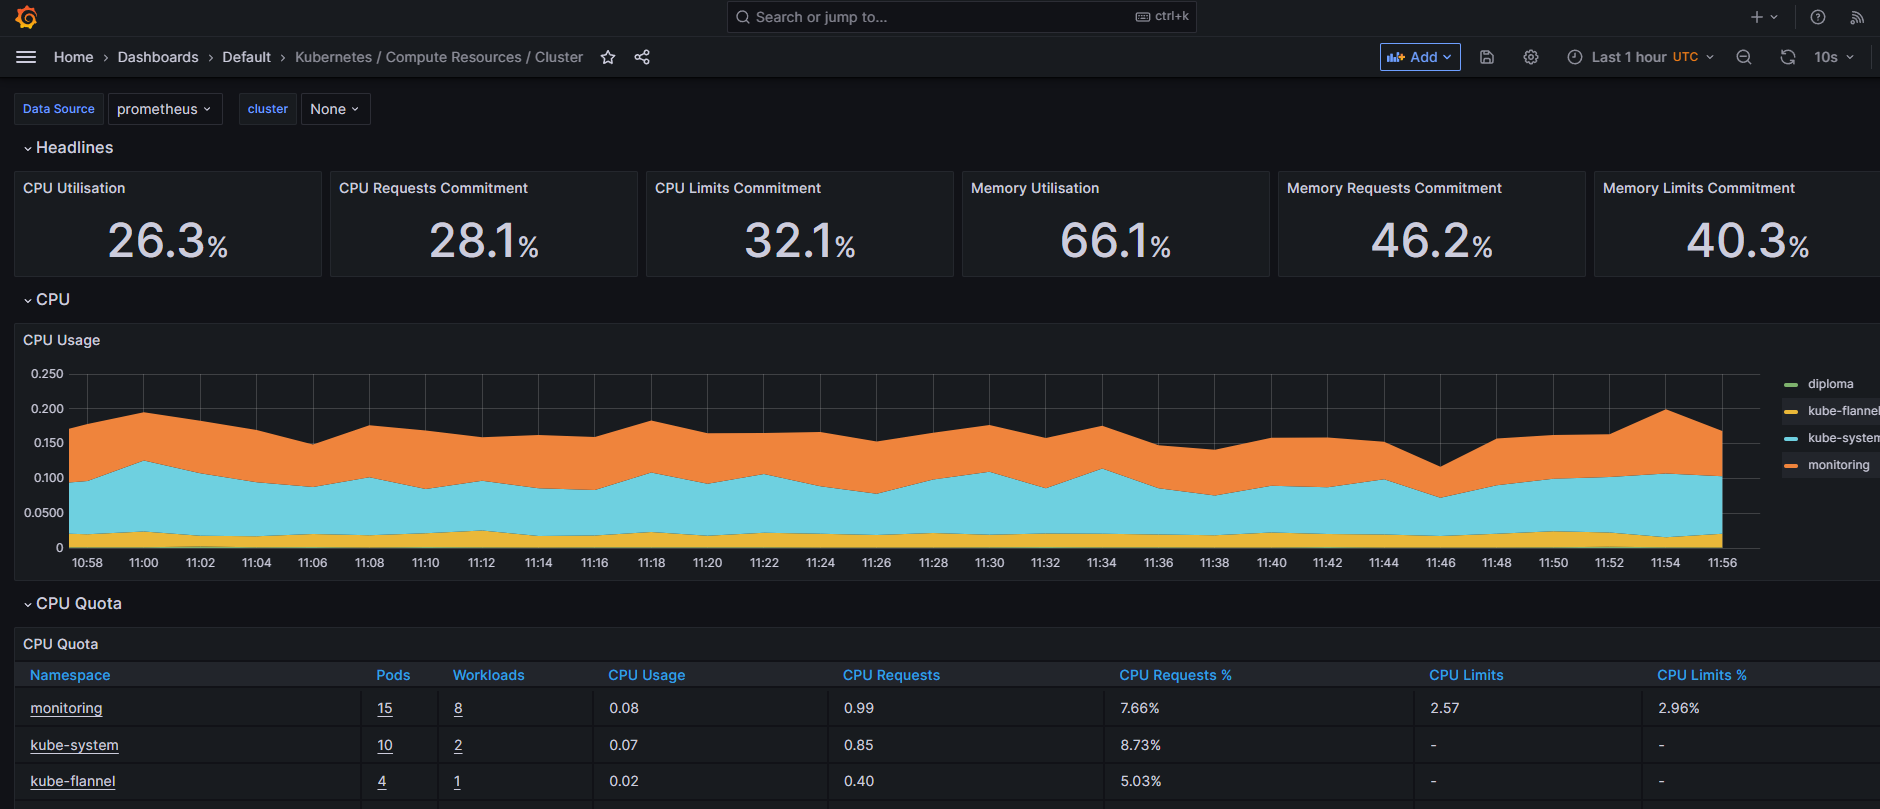 Search or jump to... ctrl+k
Home › Dashboards › Default › Kubernetes / Compute Resources / Cluster
Add Last 1 hour UTC 10s
Data Source prometheus cluster None
Headlines
CPU Utilisation CPU Requests Commitment CPU Limits Commitment Memory Utilisation Memory Requests Commitment Memory Limits Commitment
26.3% 28.1% 32.1% 66.1% 46.2% 40.3%
CPU
CPU Usage
0.250
0.200
0.150
0.100
0.0500
0
10:58 11:00 11:02 11:04 11:06 11:08 11:10 11:12 11:14 11:16 11:18 11:20 11:22 11:24 11:26 11:28 11:30 11:32 11:34 11:36 11:38 11:40 11:42 11:44 11:46 11:48 11:50 11:52 11:54 11:56
diploma
kube-flannel
kube-system
monitoring
CPU Quota
CPU Quota
Namespace Pods Workloads CPU Usage CPU Requests CPU Requests % CPU Limits CPU Limits %
monitoring 15 8 0.08 0.99 7.66% 2.57 2.96%
kube-system 10 2 0.07 0.85 8.73% - -
kube-flannel 4 1 0.02 0.40 5.03% - -